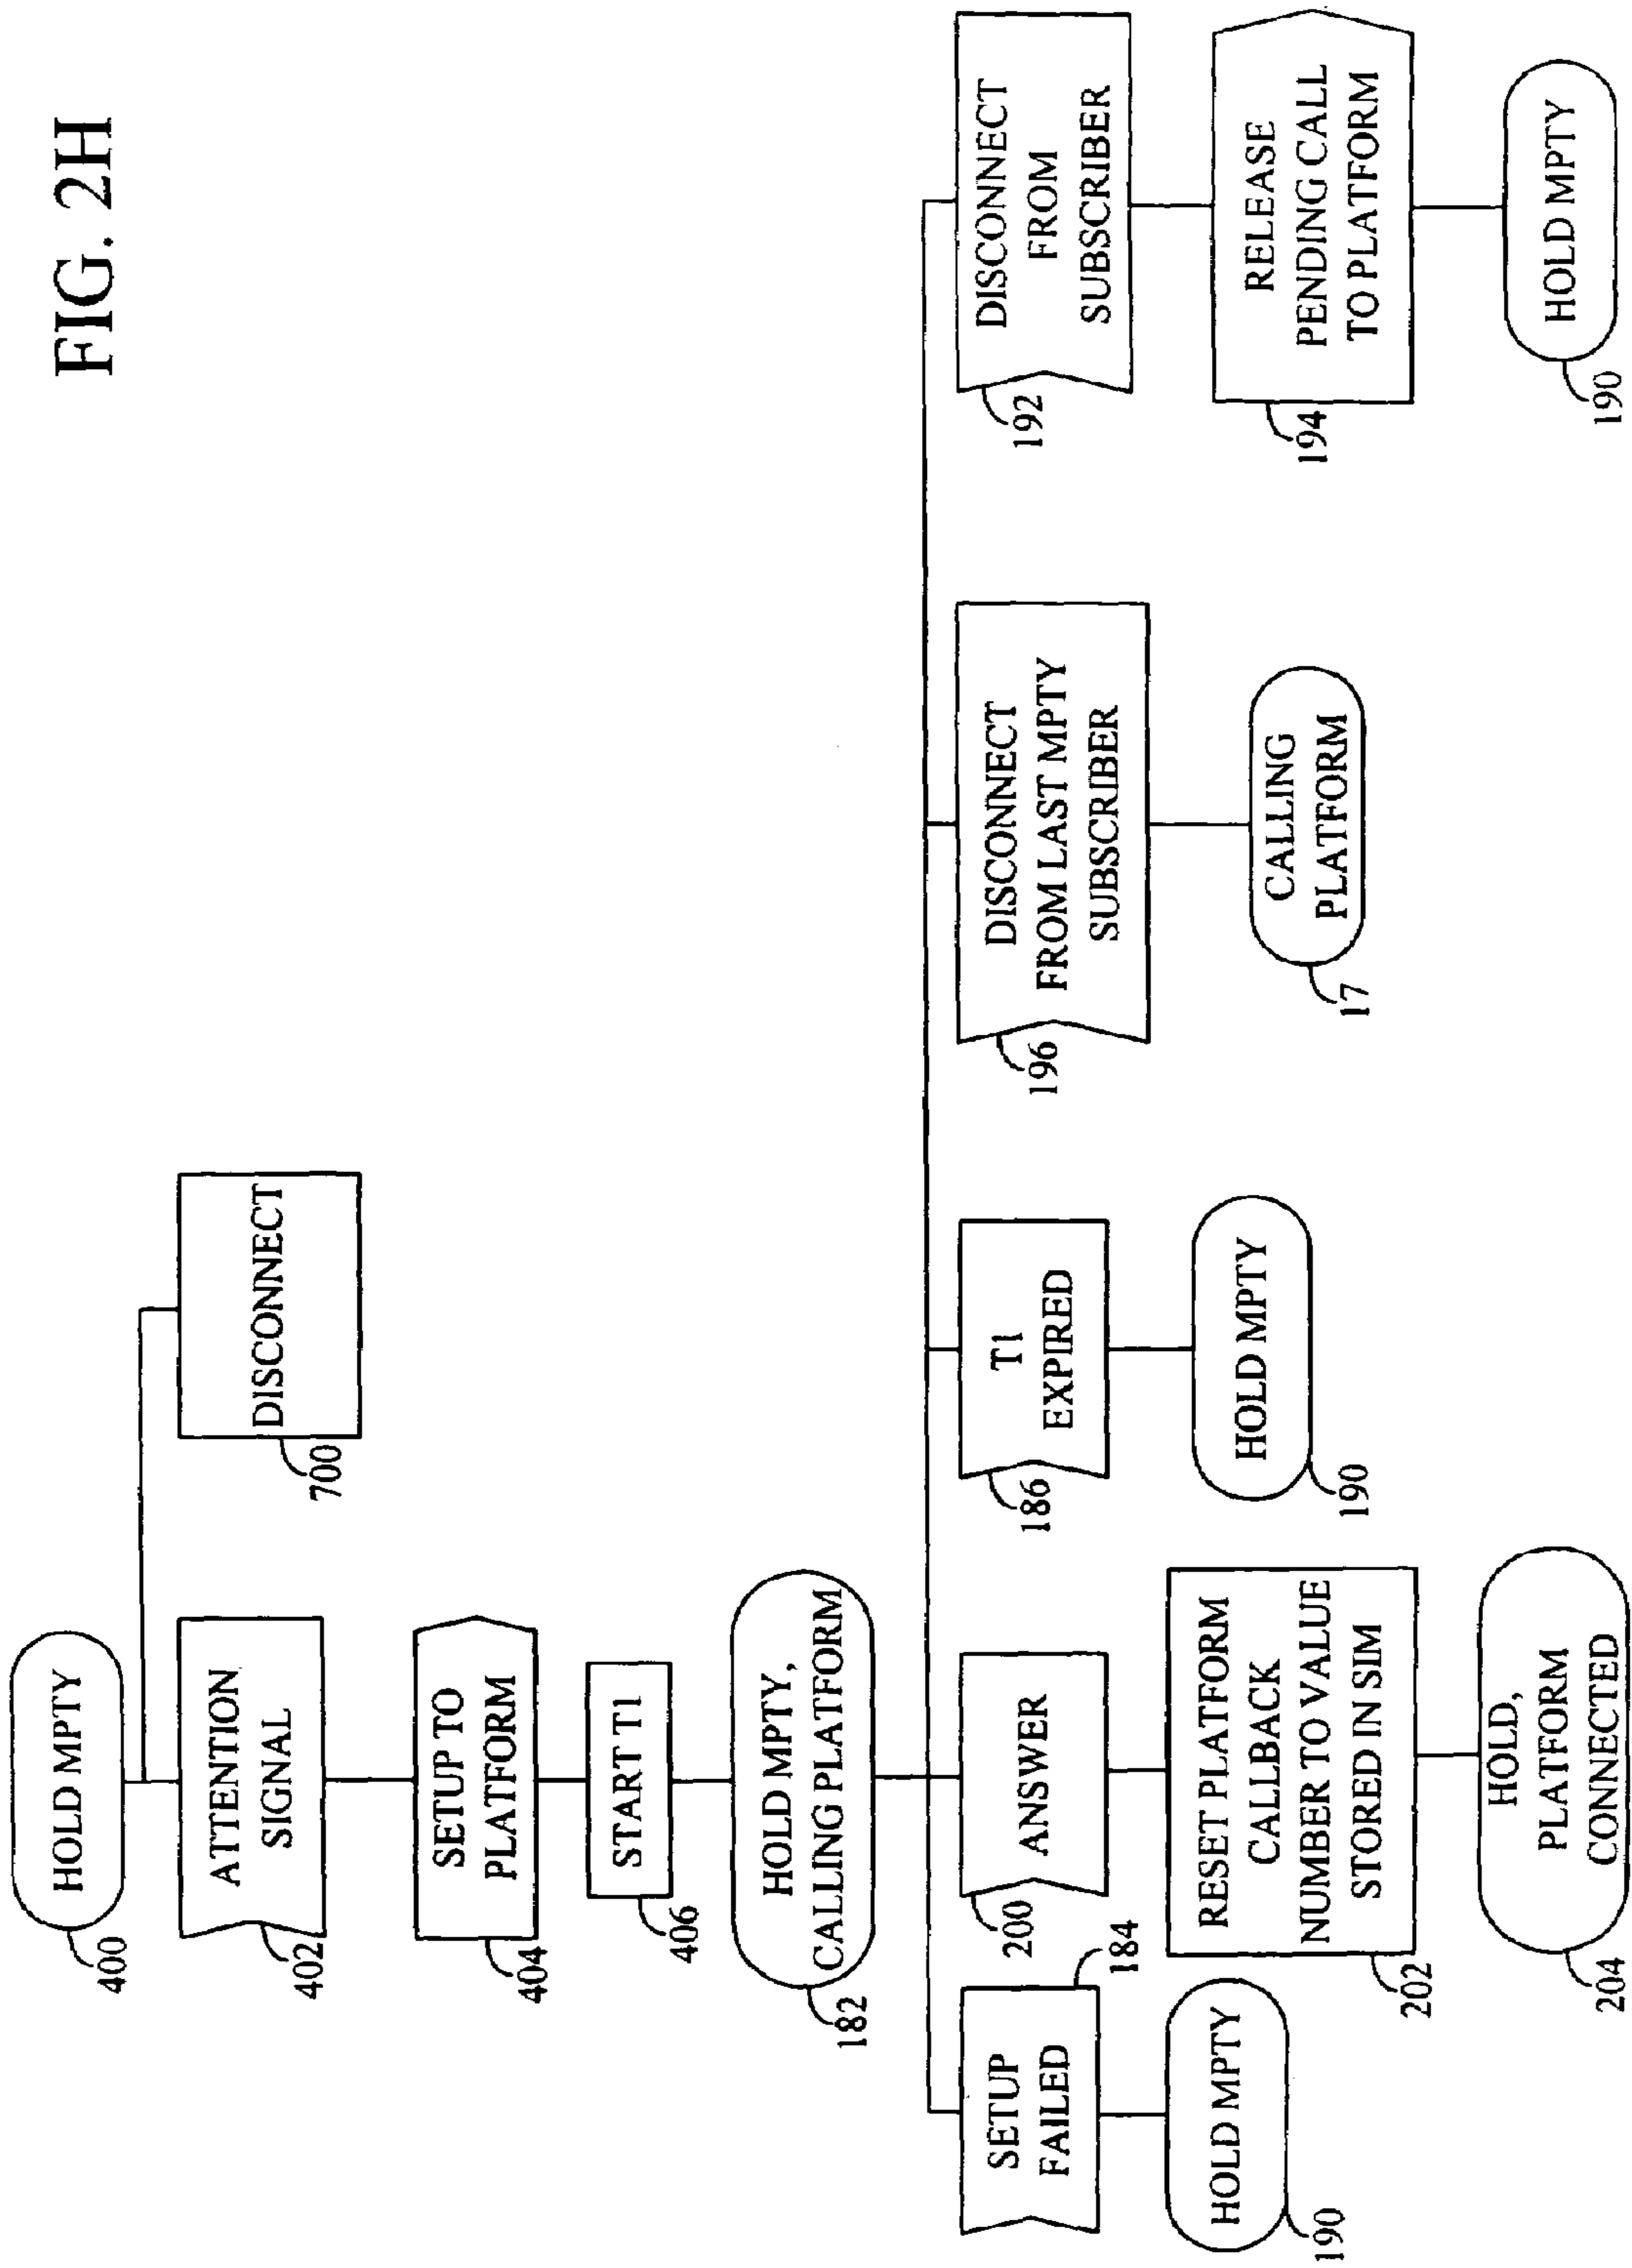 FIG. 2H
HOLD MPTY
400
ATTENTION
SIGNAL
402
DISCONNECT
700
SETUP TO
PLATFORM
404
START T1
406
HOLD MPTY,
CALLING PLATFORM
182
SETUP
FAILED
184
HOLD MPTY
190
ANSWER
200
RESET PLATFORM
CALLBACK
NUMBER TO VALUE
STORED IN SIM
202
HOLD,
PLATFORM
CONNECTED
204
T1
EXPIRED
186
HOLD MPTY
190
DISCONNECT
FROM LAST MPTY
SUBSCRIBER
196
CALLING
PLATFORM
17
DISCONNECT
FROM
SUBSCRIBER
192
RELEASE
PENDING CALL
TO PLATFORM
194
HOLD MPTY
190